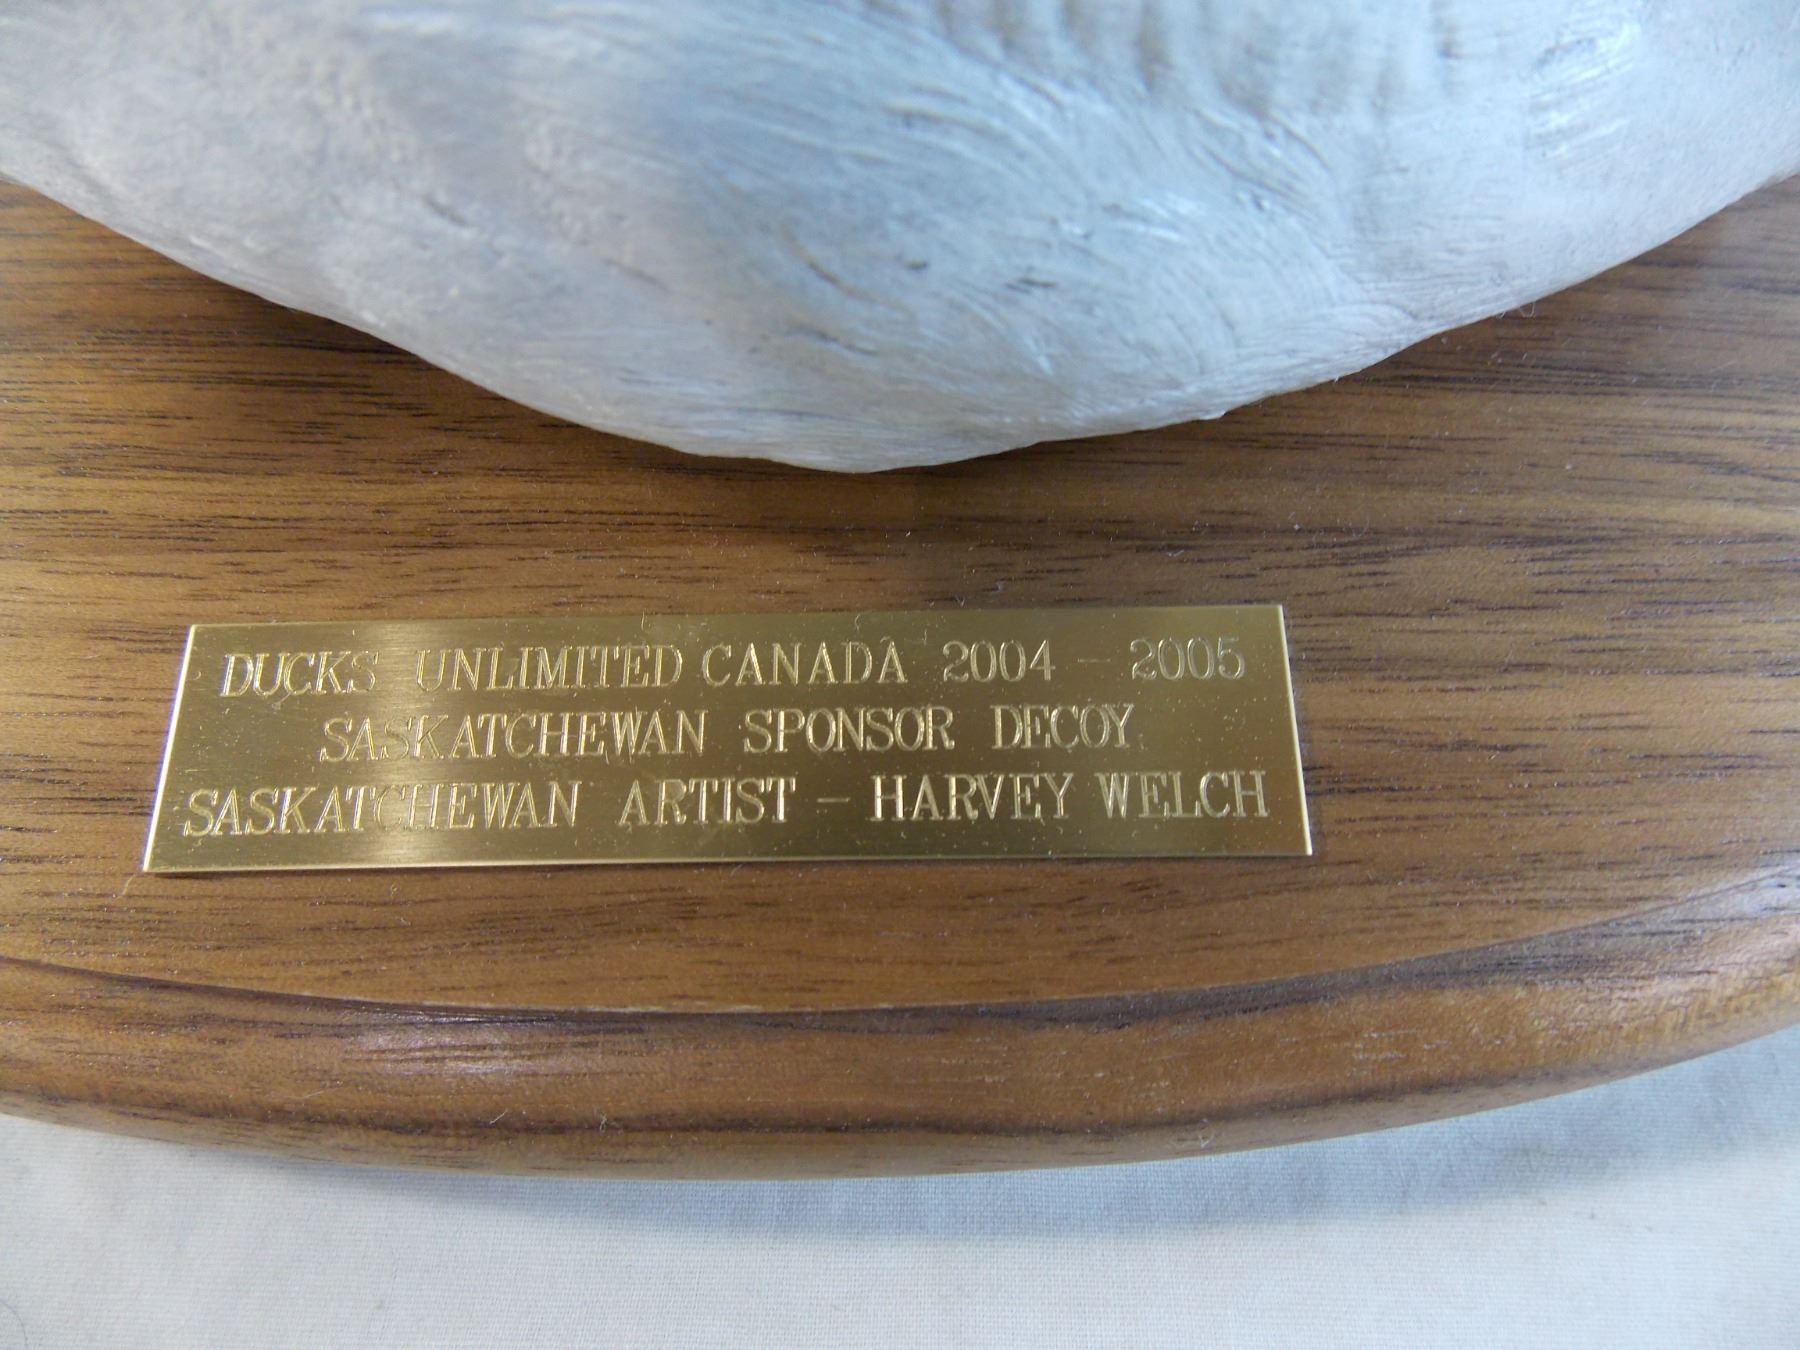 DUCKS UNLIMITED CANADA 2004 - 2005
SASKATCHEWAN SPONSOR DECOY
SASKATCHEWAN ARTIST - HARVEY WELCH